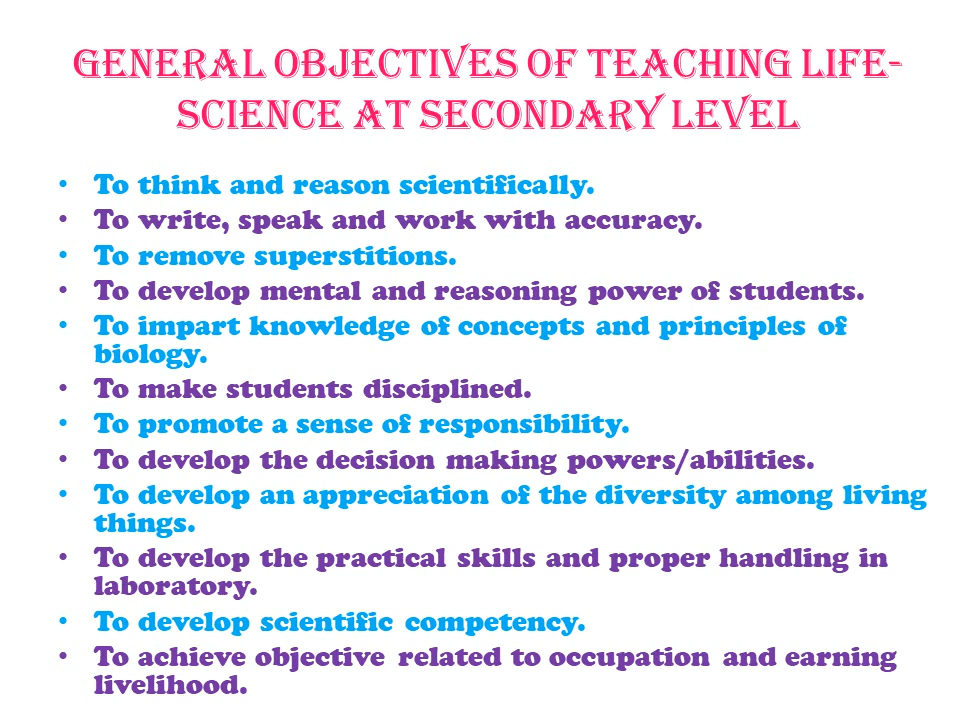 GENERAL OBJECTIVES OF TEACHING LIFE-
SCIENCE AT SECONDARY LEVEL
• To think and reason scientifically.
• To write, speak and work with accuracy.
• To remove superstitions.
• To develop mental and reasoning power of students.
• To impart knowledge of concepts and principles of
biology.
• To make students disciplined.
• To promote a sense of responsibility.
• To develop the decision making powers/abilities.
• To develop an appreciation of the diversity among living
things.
• To develop the practical skills and proper handling in
laboratory.
• To develop scientific competency.
• To achieve objective related to occupation and earning
livelihood.